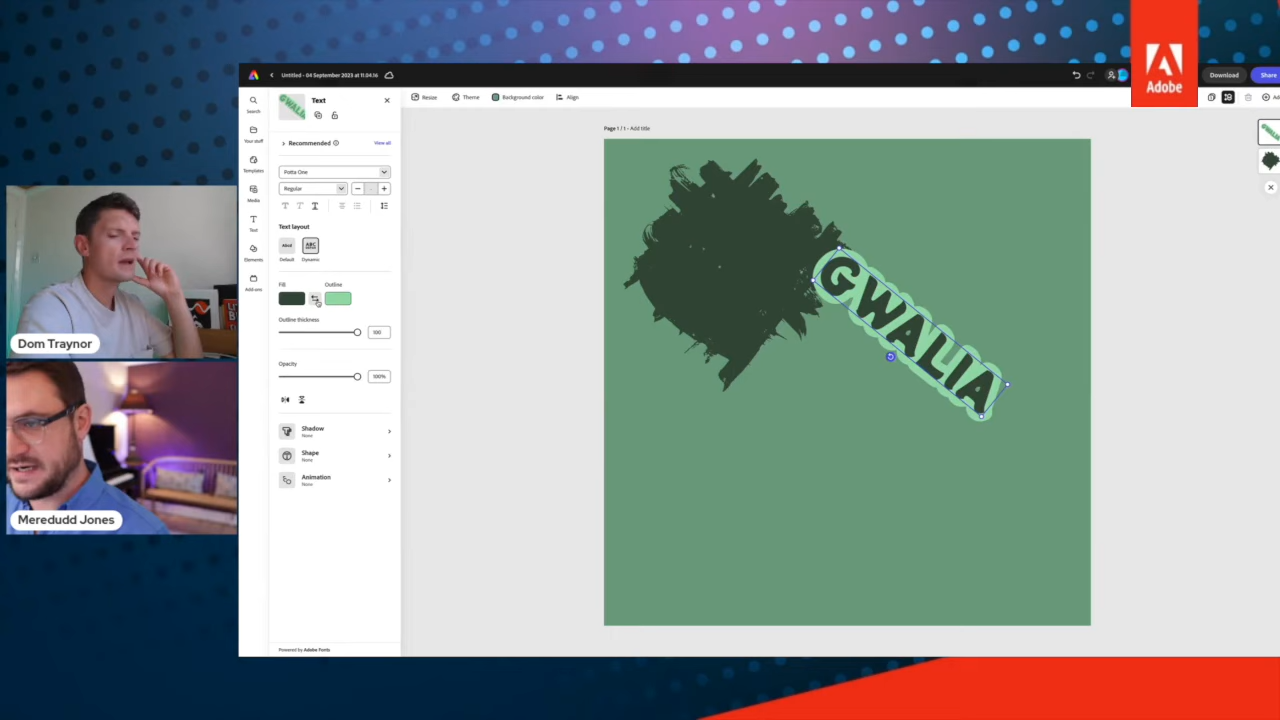 Adobe
Untitled - 04 September 2023 at 11.04.16
Download
Share
Search
Your stuff
Templates
Media
Text
Elements
Add-ons
Text
Recommended
View all
Potta One
Regular
Text layout
Abcd
ABC
Default
Dynamic
Fill
Outline
Outline thickness
100
Opacity
100%
Shadow
None
Shape
None
Animation
None
Powered by Adobe Fonts
Resize
Theme
Background color
Align
Page 1 / 1 - Add title
GWALIA
Dom Traynor
Meredudd Jones